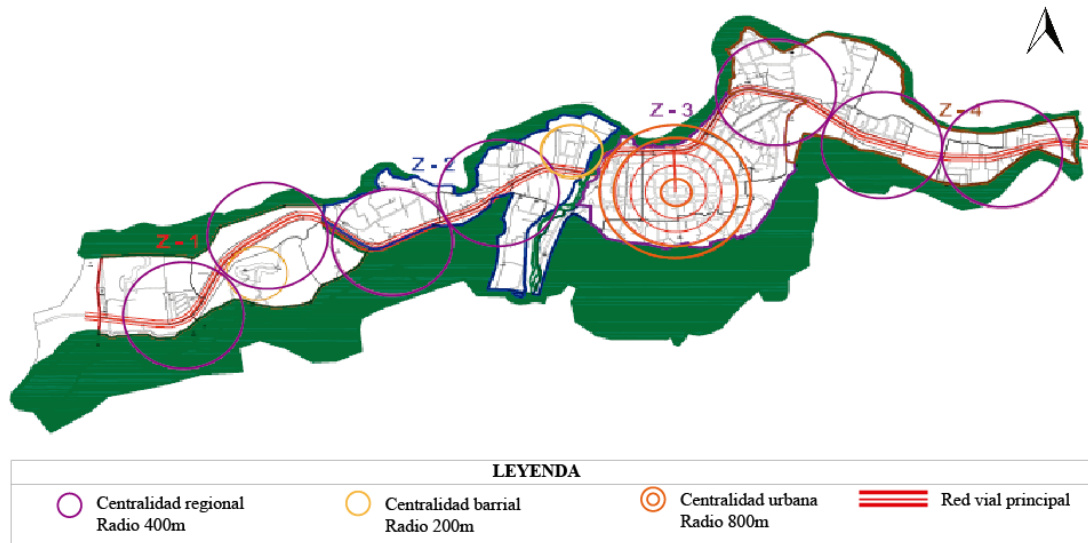 Z - 3
Z - 4
Z - 2
Z - 1
LEYENDA
Centralidad regional
Radio 400m
Centralidad barrial
Radio 200m
Centralidad urbana
Radio 800m
Red vial principal